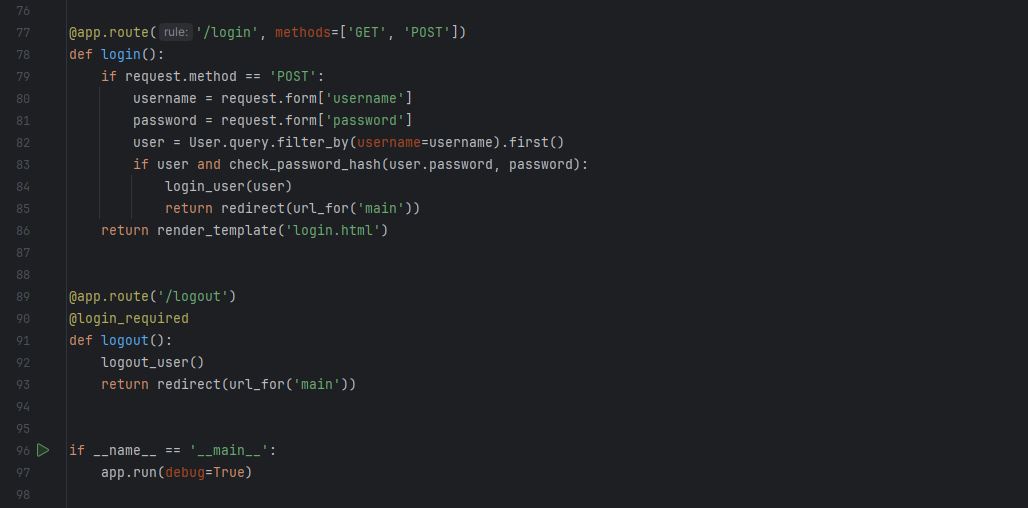 76
77 @app.route( rule: '/login', methods=['GET', 'POST'])
78 def login():
79     if request.method == 'POST':
80         username = request.form['username']
81         password = request.form['password']
82         user = User.query.filter_by(username=username).first()
83         if user and check_password_hash(user.password, password):
84             login_user(user)
85             return redirect(url_for('main'))
86     return render_template('login.html')
87
88
89 @app.route('/logout')
90 @login_required
91 def logout():
92     logout_user()
93     return redirect(url_for('main'))
94
95
96 if __name__ == '__main__':
97     app.run(debug=True)
98